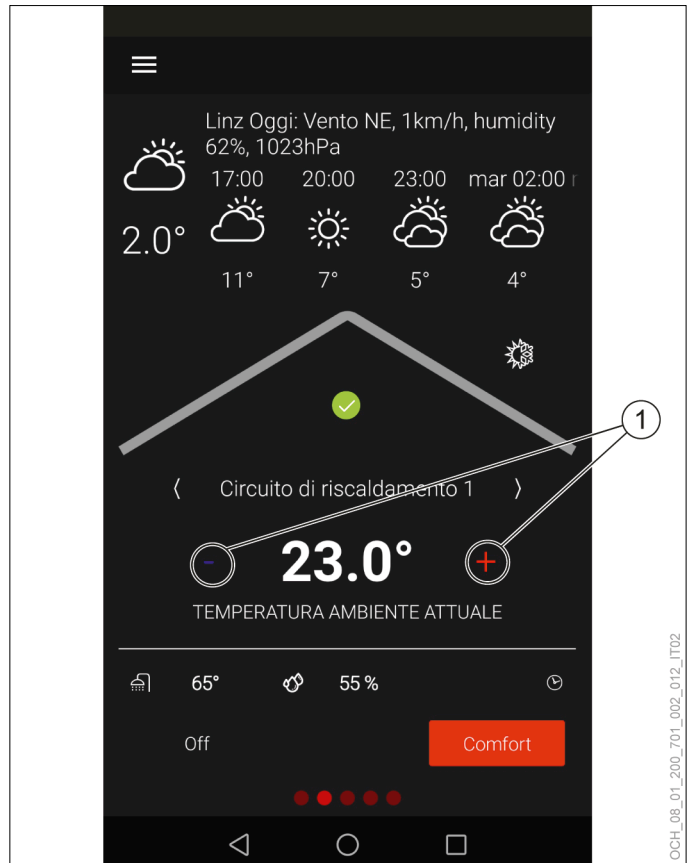 Linz Oggi: Vento NE, 1km/h, humidity
62%, 1023hPa
17:00 20:00 23:00 mar 02:00
2.0°
11° 7° 5° 4°
1
Circuito di riscaldamento 1
- 23.0° +
TEMPERATURA AMBIENTE ATTUALE
65° 55 %
Off Comfort
OCH_08_01_200_701_002_012_IT02